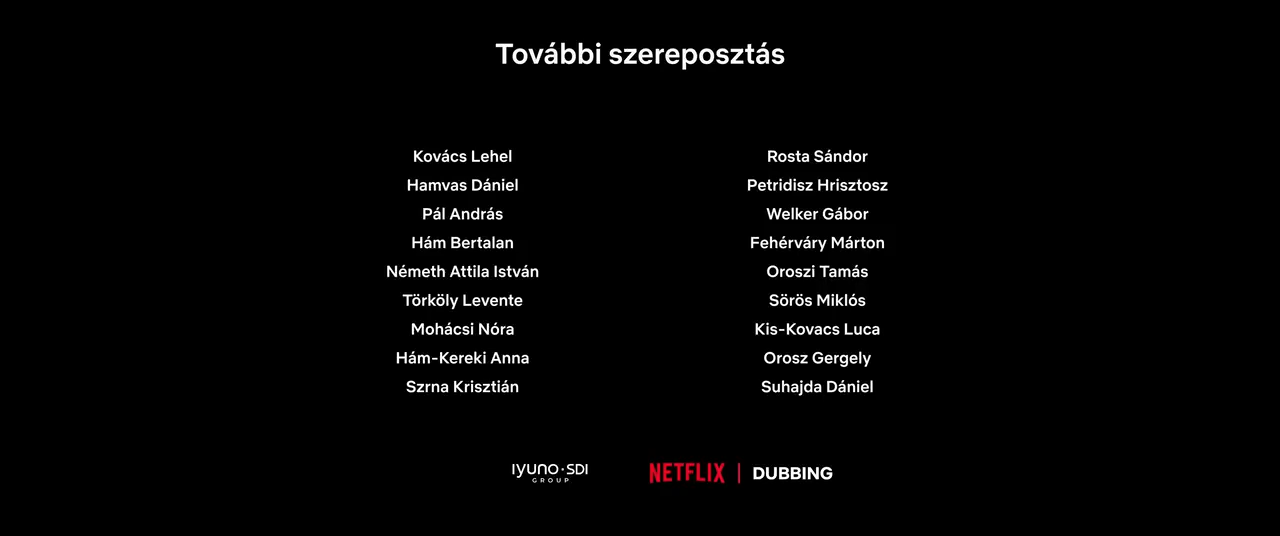 További szereposztás
Kovács Lehel
Hamvas Dániel
Pál András
Hám Bertalan
Németh Attila István
Törköly Levente
Mohácsi Nóra
Hám-Kereki Anna
Szrna Krisztián
Rosta Sándor
Petridisz Hrisztosz
Welker Gábor
Fehérváry Márton
Oroszi Tamás
Sörös Miklós
Kis-Kovacs Luca
Orosz Gergely
Suhajda Dániel
IYUNO·SDI
GROUP
NETFLIX | DUBBING